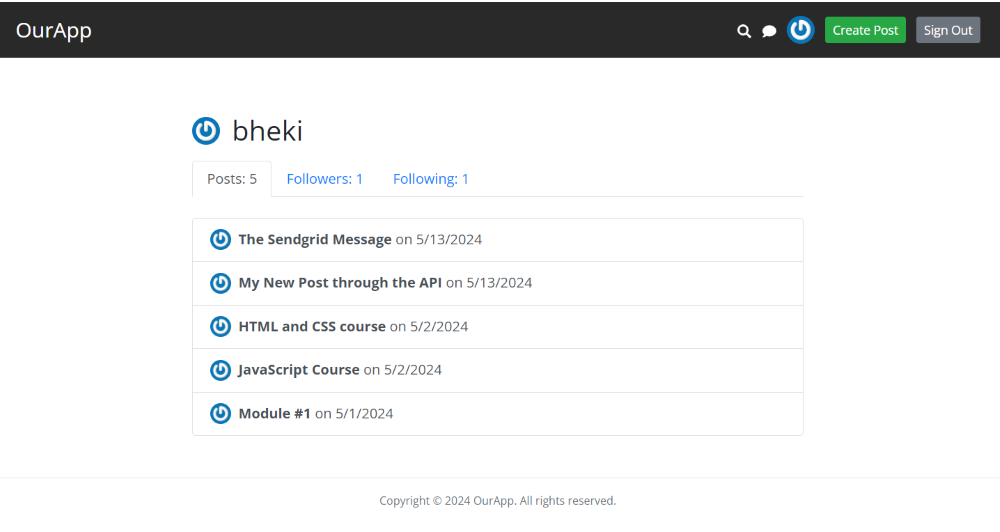 OurApp Create Post Sign Out
bheki
Posts: 5 Followers: 1 Following: 1
The Sendgrid Message on 5/13/2024
My New Post through the API on 5/13/2024
HTML and CSS course on 5/2/2024
JavaScript Course on 5/2/2024
Module #1 on 5/1/2024
Copyright © 2024 OurApp. All rights reserved.